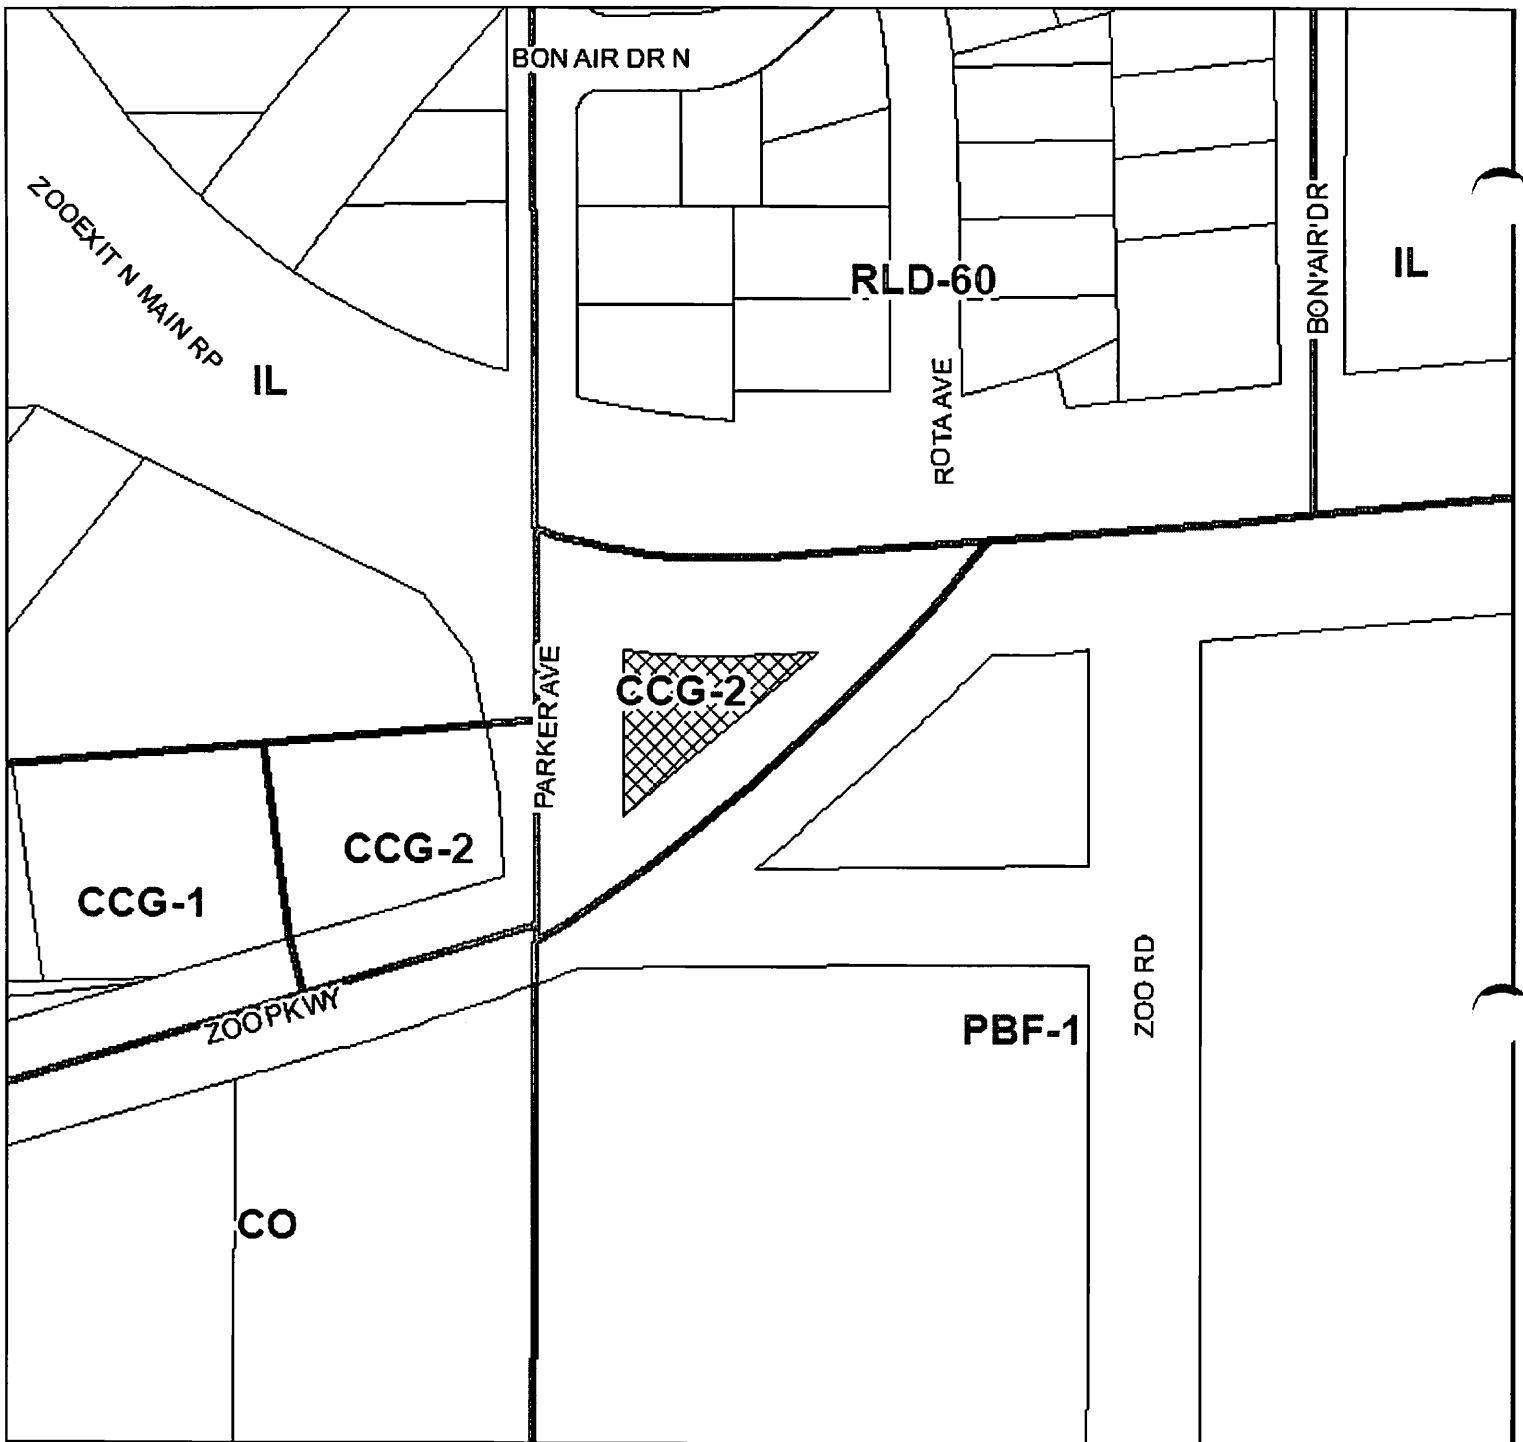 BON AIR DR N
ZOOEXIT N MAIN RP
BON AIR DR
IL
RLD-60
IL
ROTA AVE
PARKER AVE
CCG-2
CCG-2
CCG-1
ZOO PKWY
ZOO RD
PBF-1
CO